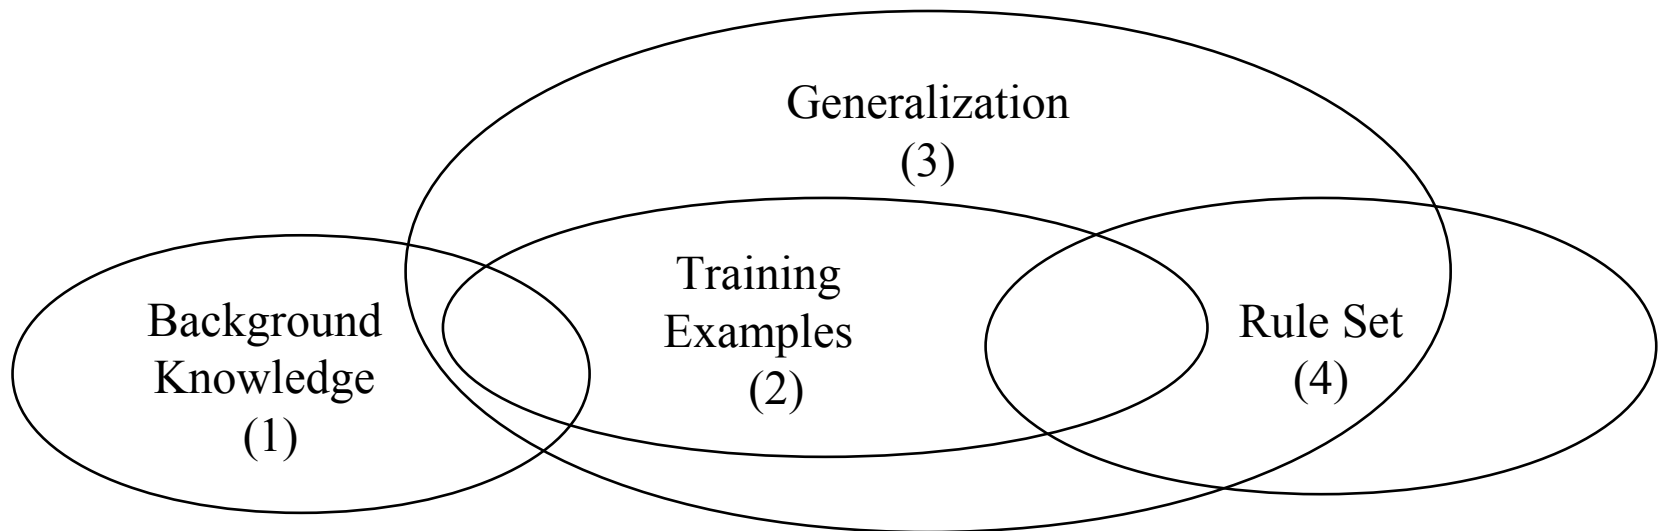 Generalization
(3)
Training
Examples
(2)
Background
Knowledge
(1)
Rule Set
(4)